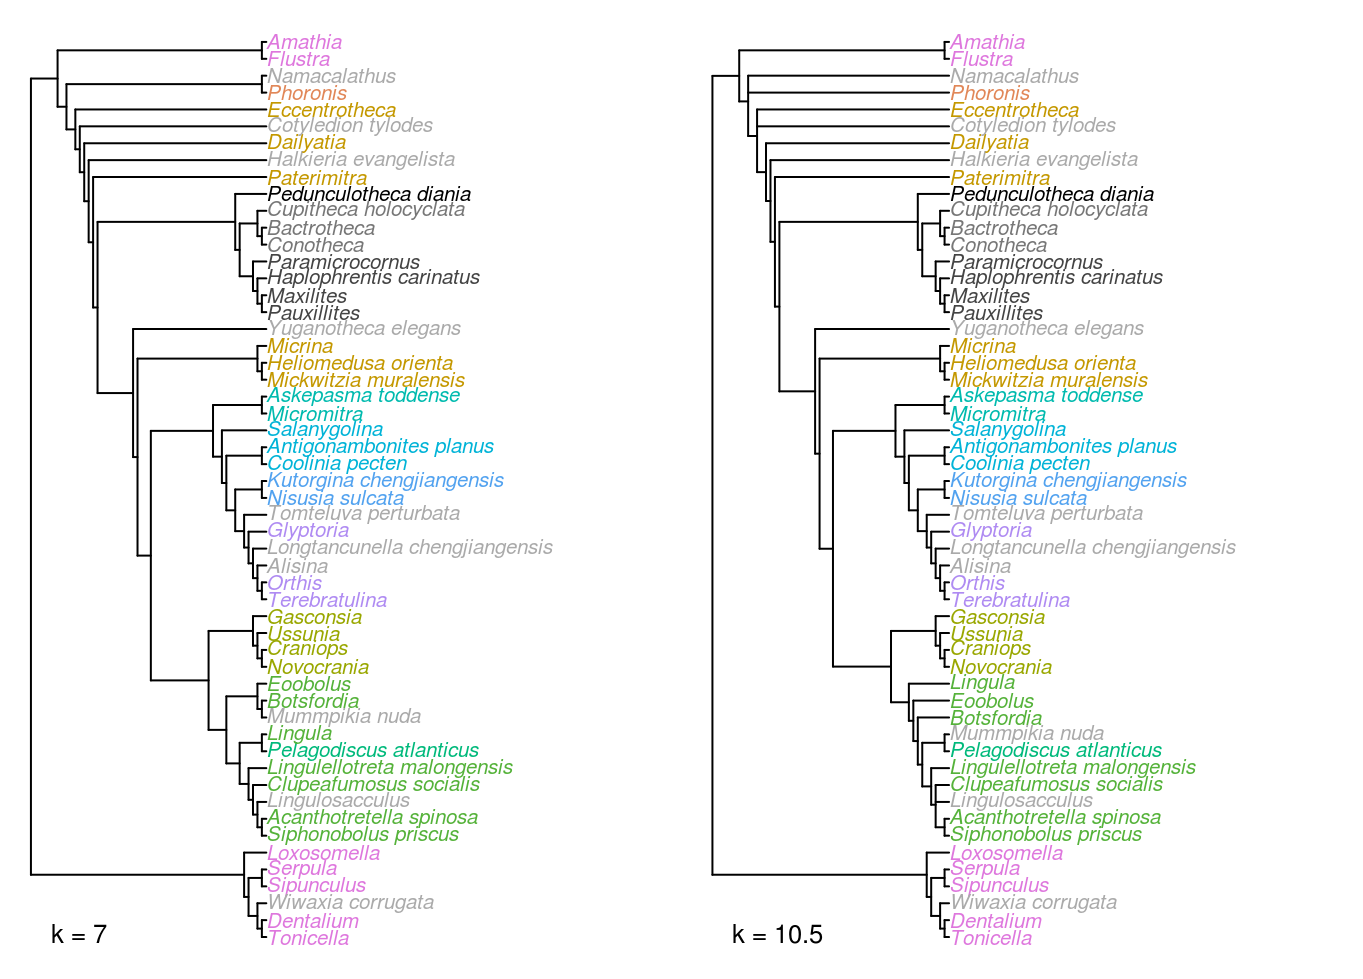 Amathia
Flustra
Namacalathus
Phoronis
Eccentrotheca
Cotyledion tylodes
Dailyatia
Halkieria evangelista
Paterimitra
Pedunculotheca diania
Cupitheca holocyclata
Bactrotheca
Conotheca
Paramicrocornus
Haplophrentis carinatus
Maxilites
Pauxillites
Yuganotheca elegans
Micrina
Heliomedusa orienta
Mickwitzia muralensis
Askepasma toddense
Micromitra
Salanygolina
Antigonambonites planus
Coolinia pecten
Kutorgina chengjiangensis
Nisusia sulcata
Tomteluva perturbata
Glyptoria
Longtancunella chengjiangensis
Alisina
Orthis
Terebratulina
Gasconsia
Ussunia
Craniops
Novocrania
Eoobolus
Botsfordia
Mummpikia nuda
Lingula
Pelagodiscus atlanticus
Lingulellotreta malongensis
Clupeafumosus socialis
Lingulosacculus
Acanthotretella spinosa
Siphonobolus priscus
Loxosomella
Serpula
Sipunculus
Wiwaxia corrugata
Dentalium
Tonicella
k = 7
Amathia
Flustra
Namacalathus
Phoronis
Eccentrotheca
Cotyledion tylodes
Dailyatia
Halkieria evangelista
Paterimitra
Pedunculotheca diania
Cupitheca holocyclata
Bactrotheca
Conotheca
Paramicrocornus
Haplophrentis carinatus
Maxilites
Pauxillites
Yuganotheca elegans
Micrina
Heliomedusa orienta
Mickwitzia muralensis
Askepasma toddense
Micromitra
Salanygolina
Antigonambonites planus
Coolinia pecten
Kutorgina chengjiangensis
Nisusia sulcata
Tomteluva perturbata
Glyptoria
Longtancunella chengjiangensis
Alisina
Orthis
Terebratulina
Gasconsia
Ussunia
Craniops
Novocrania
Lingula
Eoobolus
Botsfordia
Mummpikia nuda
Pelagodiscus atlanticus
Lingulellotreta malongensis
Clupeafumosus socialis
Lingulosacculus
Acanthotretella spinosa
Siphonobolus priscus
Loxosomella
Serpula
Sipunculus
Wiwaxia corrugata
Dentalium
Tonicella
k = 10.5